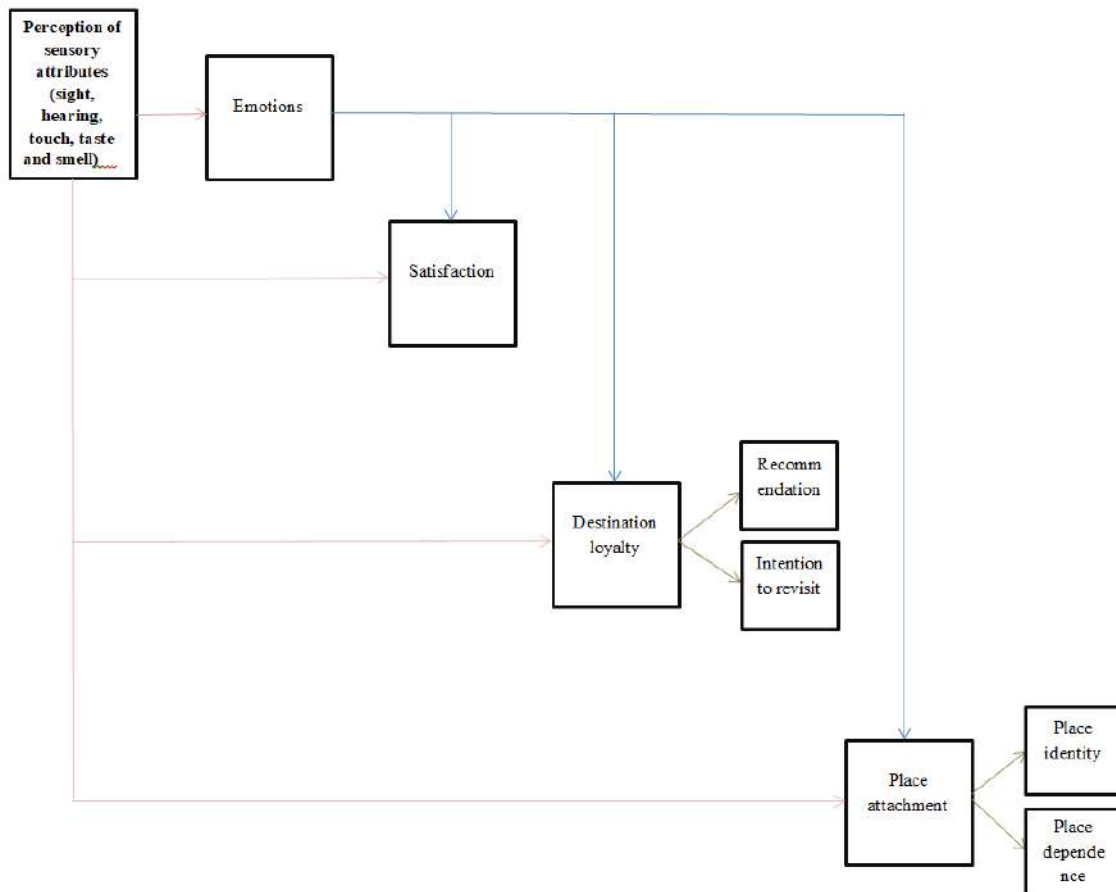 Perception of
sensory
attributes
(sight,
hearing,
touch, taste
and smell)
Emotions
Satisfaction
Destination
loyalty
Recomm
endation
Intention
to revisit
Place
attachment
Place
identity
Place
depende
nce